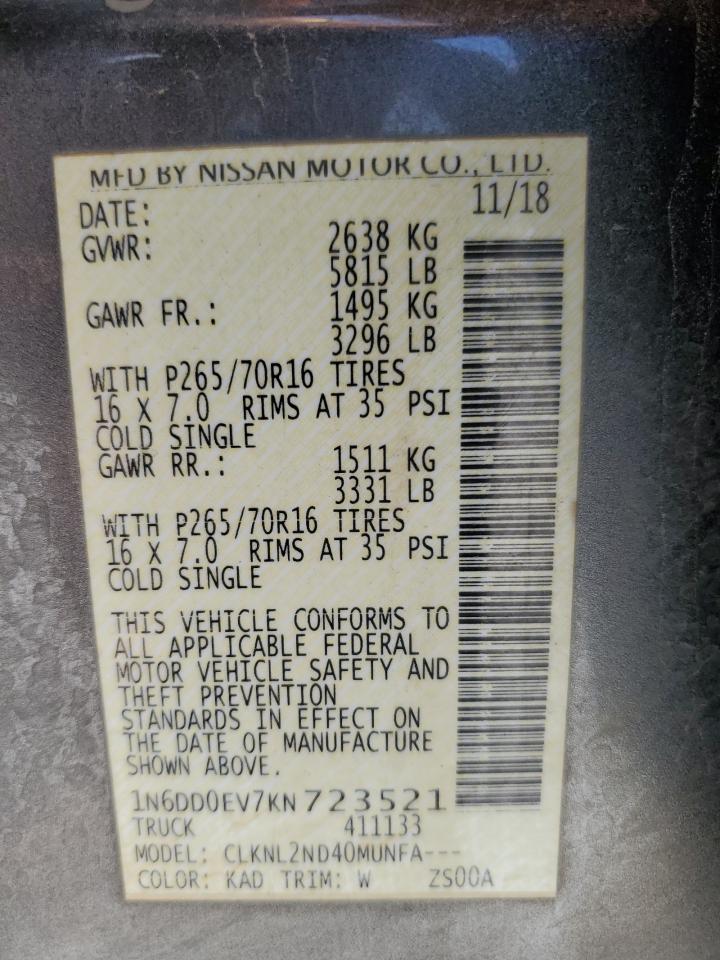 MFD BY NISSAN MOTOR CO., LTD.
DATE: 11/18
GVWR: 2638 KG
5815 LB
GAWR FR.: 1495 KG
3296 LB
WITH P265/70R16 TIRES
16 X 7.0 RIMS AT 35 PSI
COLD SINGLE
GAWR RR.: 1511 KG
3331 LB
WITH P265/70R16 TIRES
16 X 7.0 RIMS AT 35 PSI
COLD SINGLE
THIS VEHICLE CONFORMS TO
ALL APPLICABLE FEDERAL
MOTOR VEHICLE SAFETY AND
THEFT PREVENTION
STANDARDS IN EFFECT ON
THE DATE OF MANUFACTURE
SHOWN ABOVE.
1N6DD0EV7KN723521
TRUCK 411133
MODEL: CLKNL2ND40MUNFA---
COLOR: KAD TRIM: W ZS00A